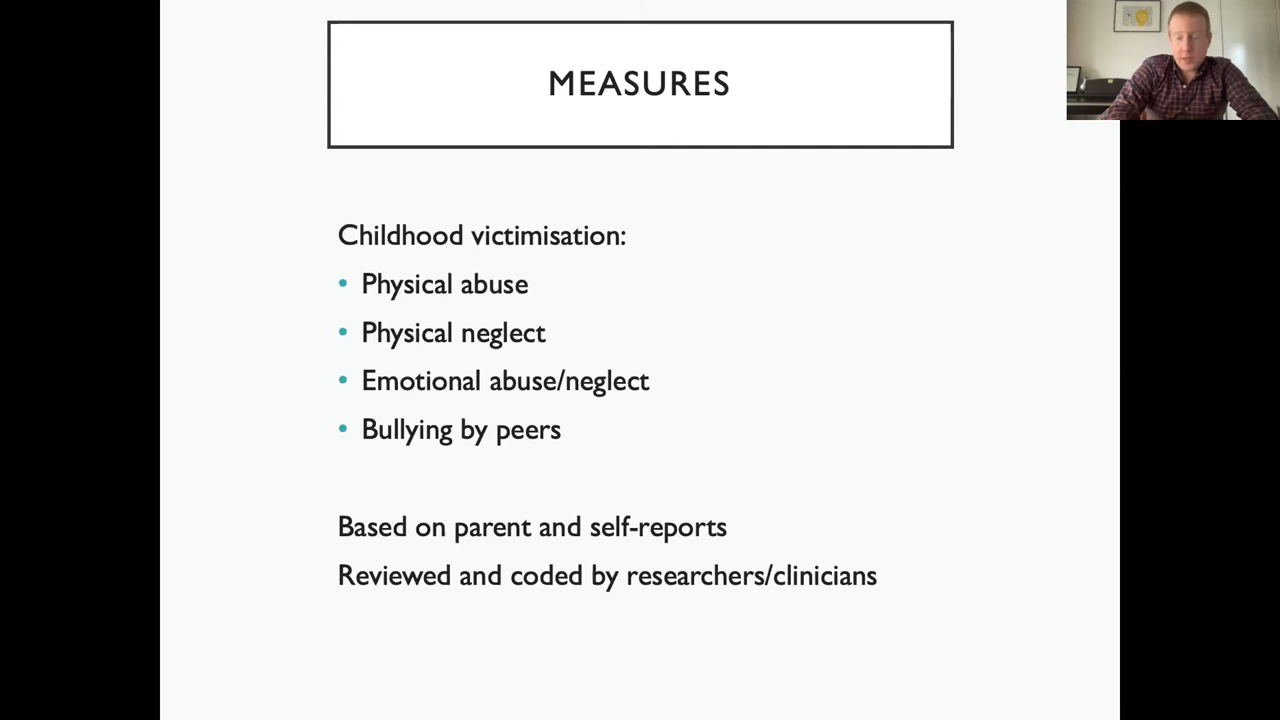 MEASURES
Childhood victimisation:
• Physical abuse
• Physical neglect
• Emotional abuse/neglect
• Bullying by peers
Based on parent and self-reports
Reviewed and coded by researchers/clinicians